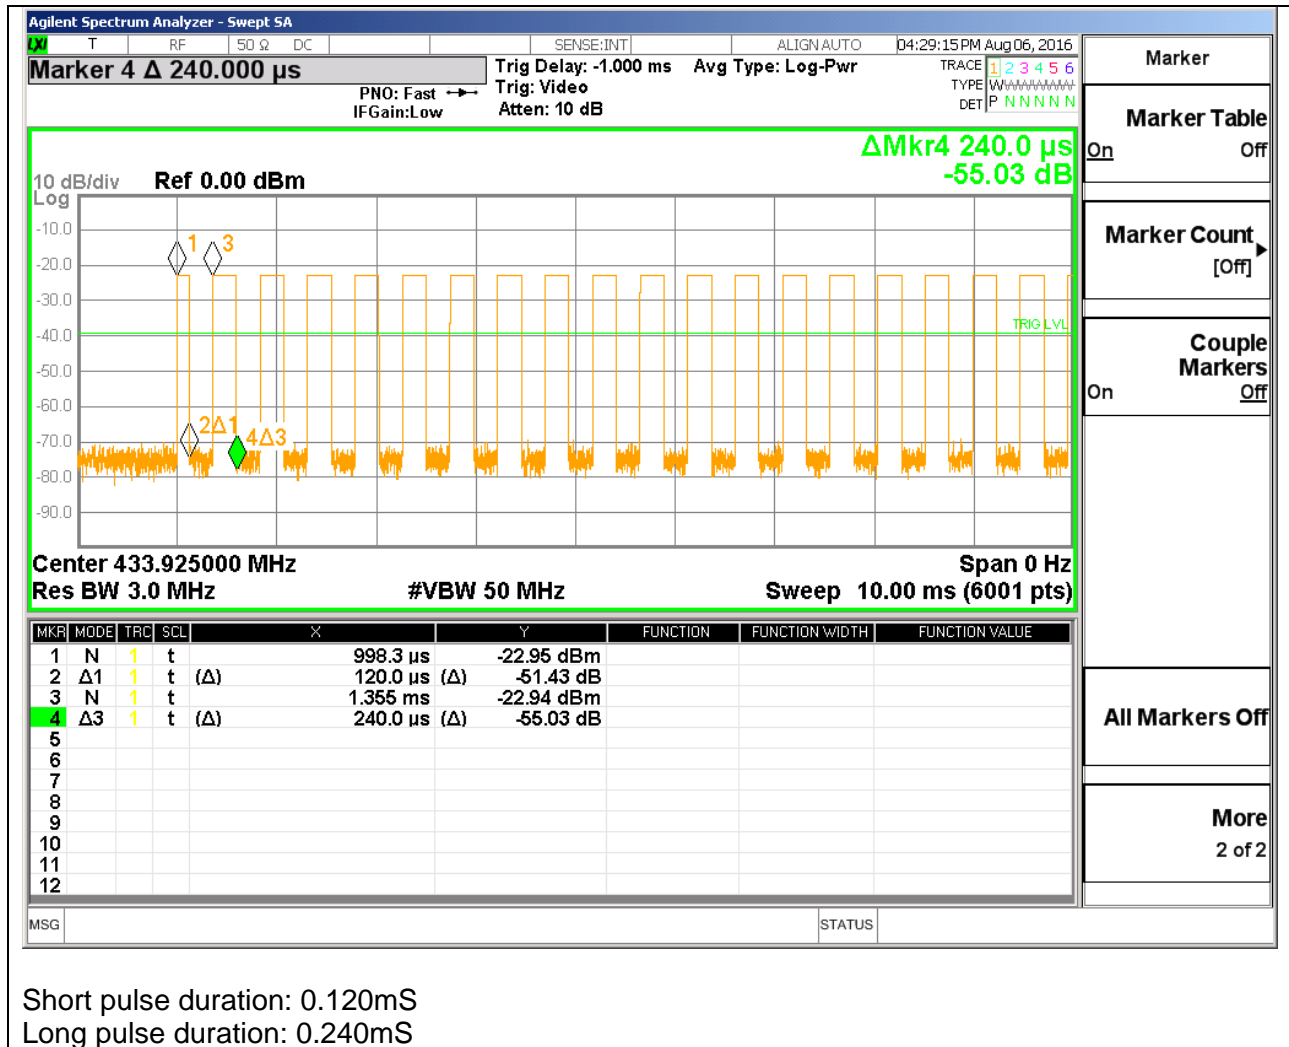 Agilent Spectrum Analyzer - Swept SA
LXI T RF 50 Ω DC SENSE:INT ALIGN AUTO 04:29:15 PM Aug 06, 2016
Marker 4 Δ 240.000 µs
Trig Delay: -1.000 ms Avg Type: Log-Pwr
PNO: Fast Trig: Video
IFGain:Low Atten: 10 dB
TRACE 1 2 3 4 5 6
TYPE W
DET P N N N N N
ΔMkr4 240.0 µs
-55.03 dB
10 dB/div Ref 0.00 dBm
Log
-10.0
-20.0
-30.0
-40.0
-50.0
-60.0
-70.0
-80.0
-90.0
1 3
TRIG LVL
2Δ1
4Δ3
Center 433.925000 MHz Span 0 Hz
Res BW 3.0 MHz #VBW 50 MHz Sweep 10.00 ms (6001 pts)
MKR MODE TRC SCL X Y FUNCTION FUNCTION WIDTH FUNCTION VALUE
1 N 1 t 998.3 µs -22.95 dBm
2 Δ1 1 t (Δ) 120.0 µs (Δ) -51.43 dB
3 N 1 t 1.355 ms -22.94 dBm
4 Δ3 1 t (Δ) 240.0 µs (Δ) -55.03 dB
5
6
7
8
9
10
11
12
MSG STATUS
Marker
Marker Table
On Off
Marker Count
[Off]
Couple
Markers
On Off
All Markers Off
More
2 of 2
Short pulse duration: 0.120mS
Long pulse duration: 0.240mS